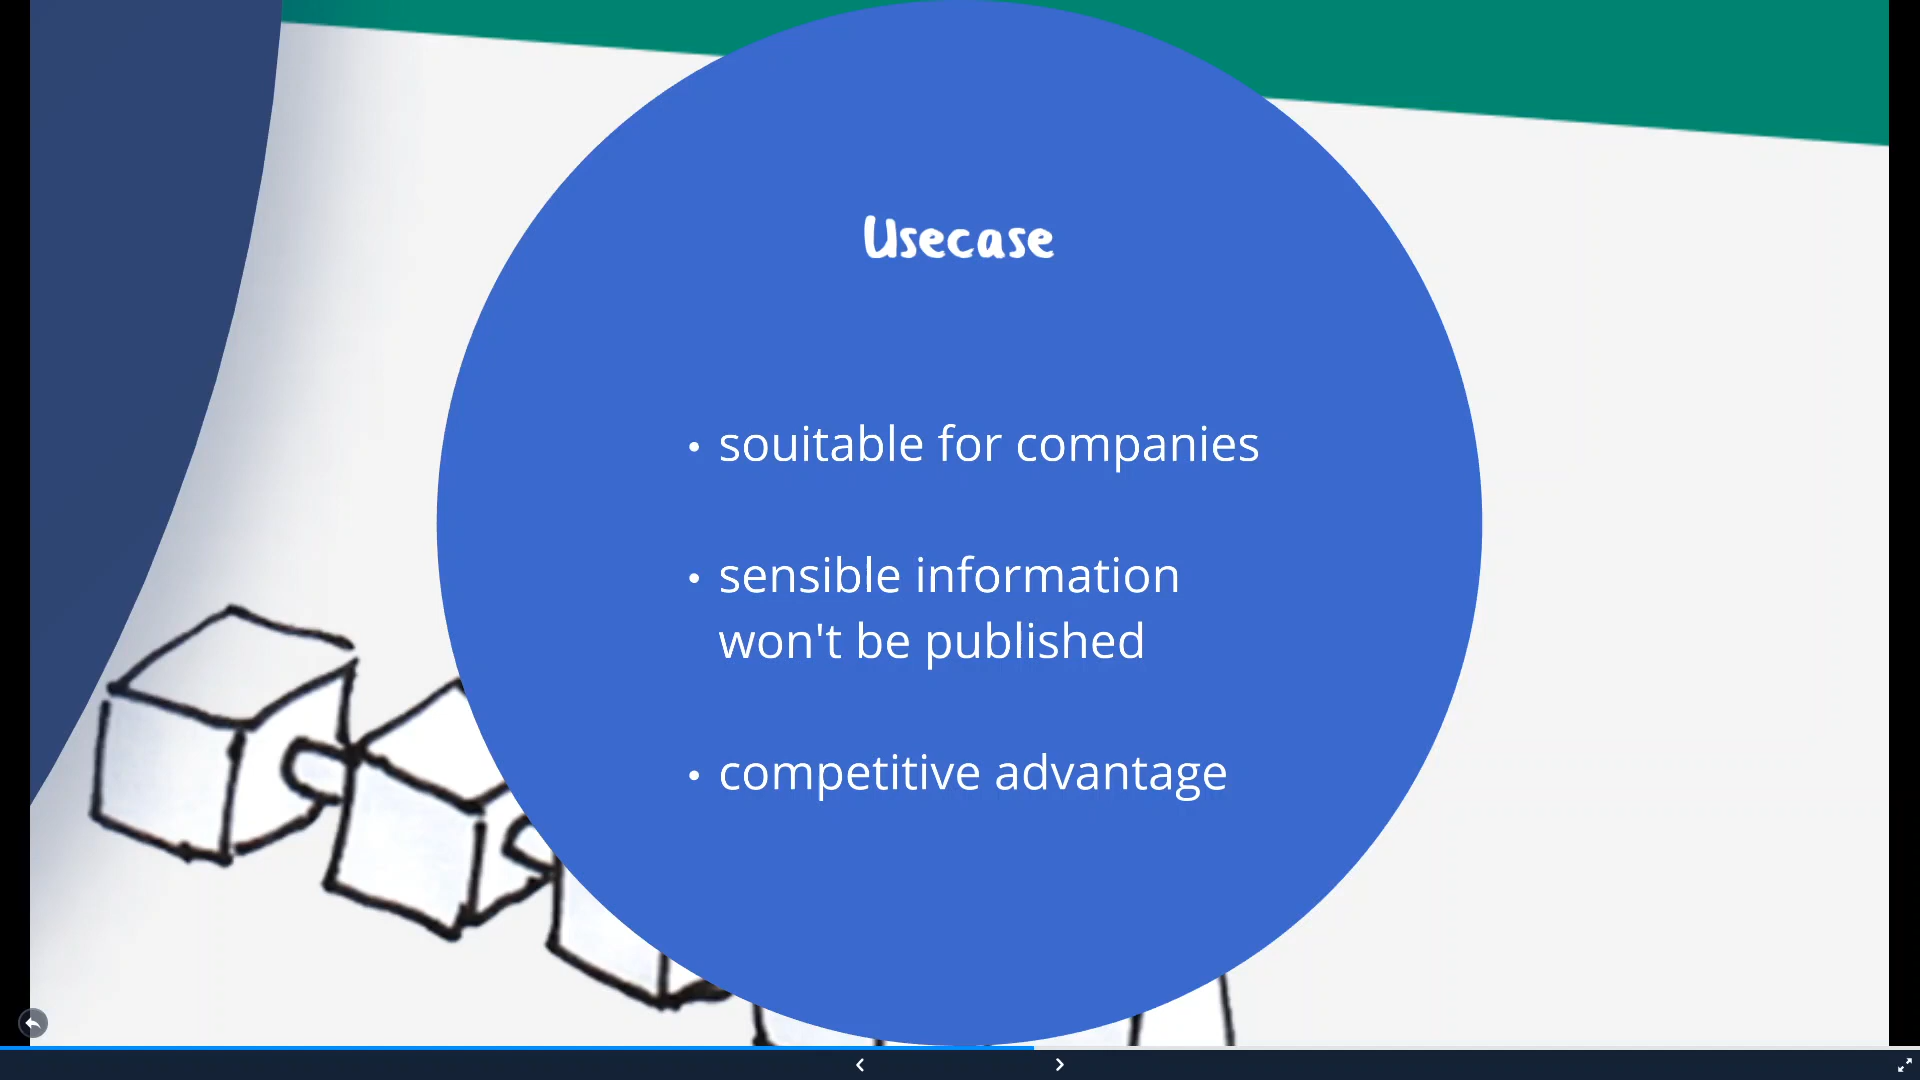 Usecase
• souitable for companies
• sensible information
won't be published
• competitive advantage